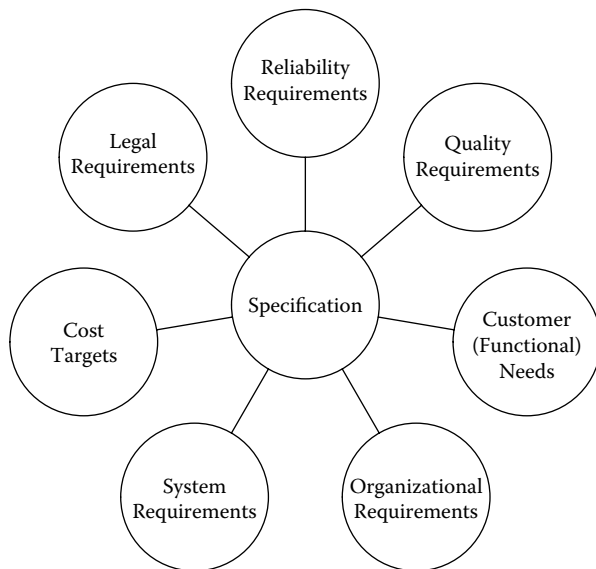 Reliability
Requirements
Legal
Requirements
Quality
Requirements
Specification
Cost
Targets
Customer
(Functional)
Needs
System
Requirements
Organizational
Requirements